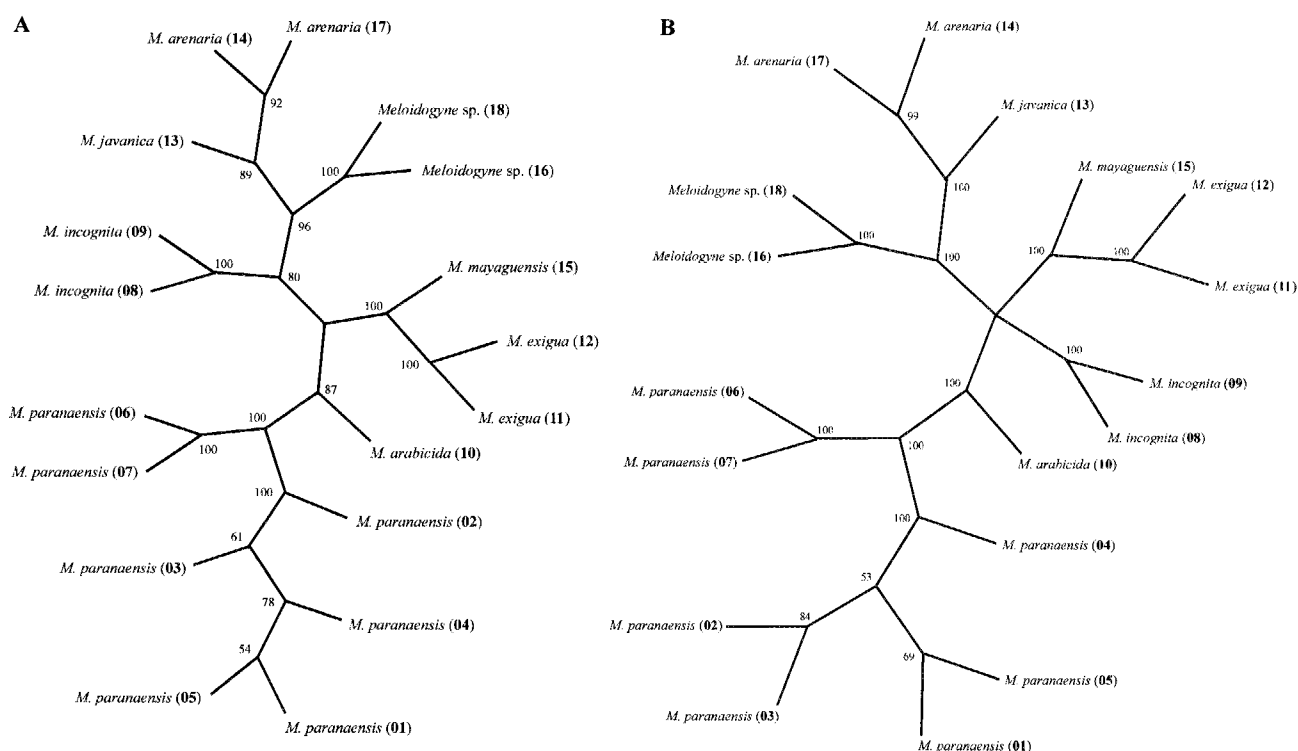 A
M. arenaria (17)
M. arenaria (14)
92
Meloidogyne sp. (18)
M. javanica (13)
89
100
Meloidogyne sp. (16)
96
M. incognita (09)
100
80
M. incognita (08)
M. mayaguensis (15)
100
M. exigua (12)
100
M. exigua (11)
87
M. paranaensis (06)
100
100
M. paranaensis (07)
M. arabicida (10)
100
M. paranaensis (02)
61
M. paranaensis (03)
78
M. paranaensis (04)
54
M. paranaensis (05)
M. paranaensis (01)
B
M. arenaria (14)
M. arenaria (17)
99
M. javanica (13)
100
M. mayaguensis (15)
M. exigua (12)
Meloidogyne sp. (18)
100
Meloidogyne sp. (16)
100
100
100
M. exigua (11)
100
M. incognita (09)
M. incognita (08)
100
M. paranaensis (06)
100
100
M. paranaensis (07)
M. arabicida (10)
100
M. paranaensis (04)
53
84
M. paranaensis (02)
69
M. paranaensis (05)
M. paranaensis (03)
M. paranaensis (01)